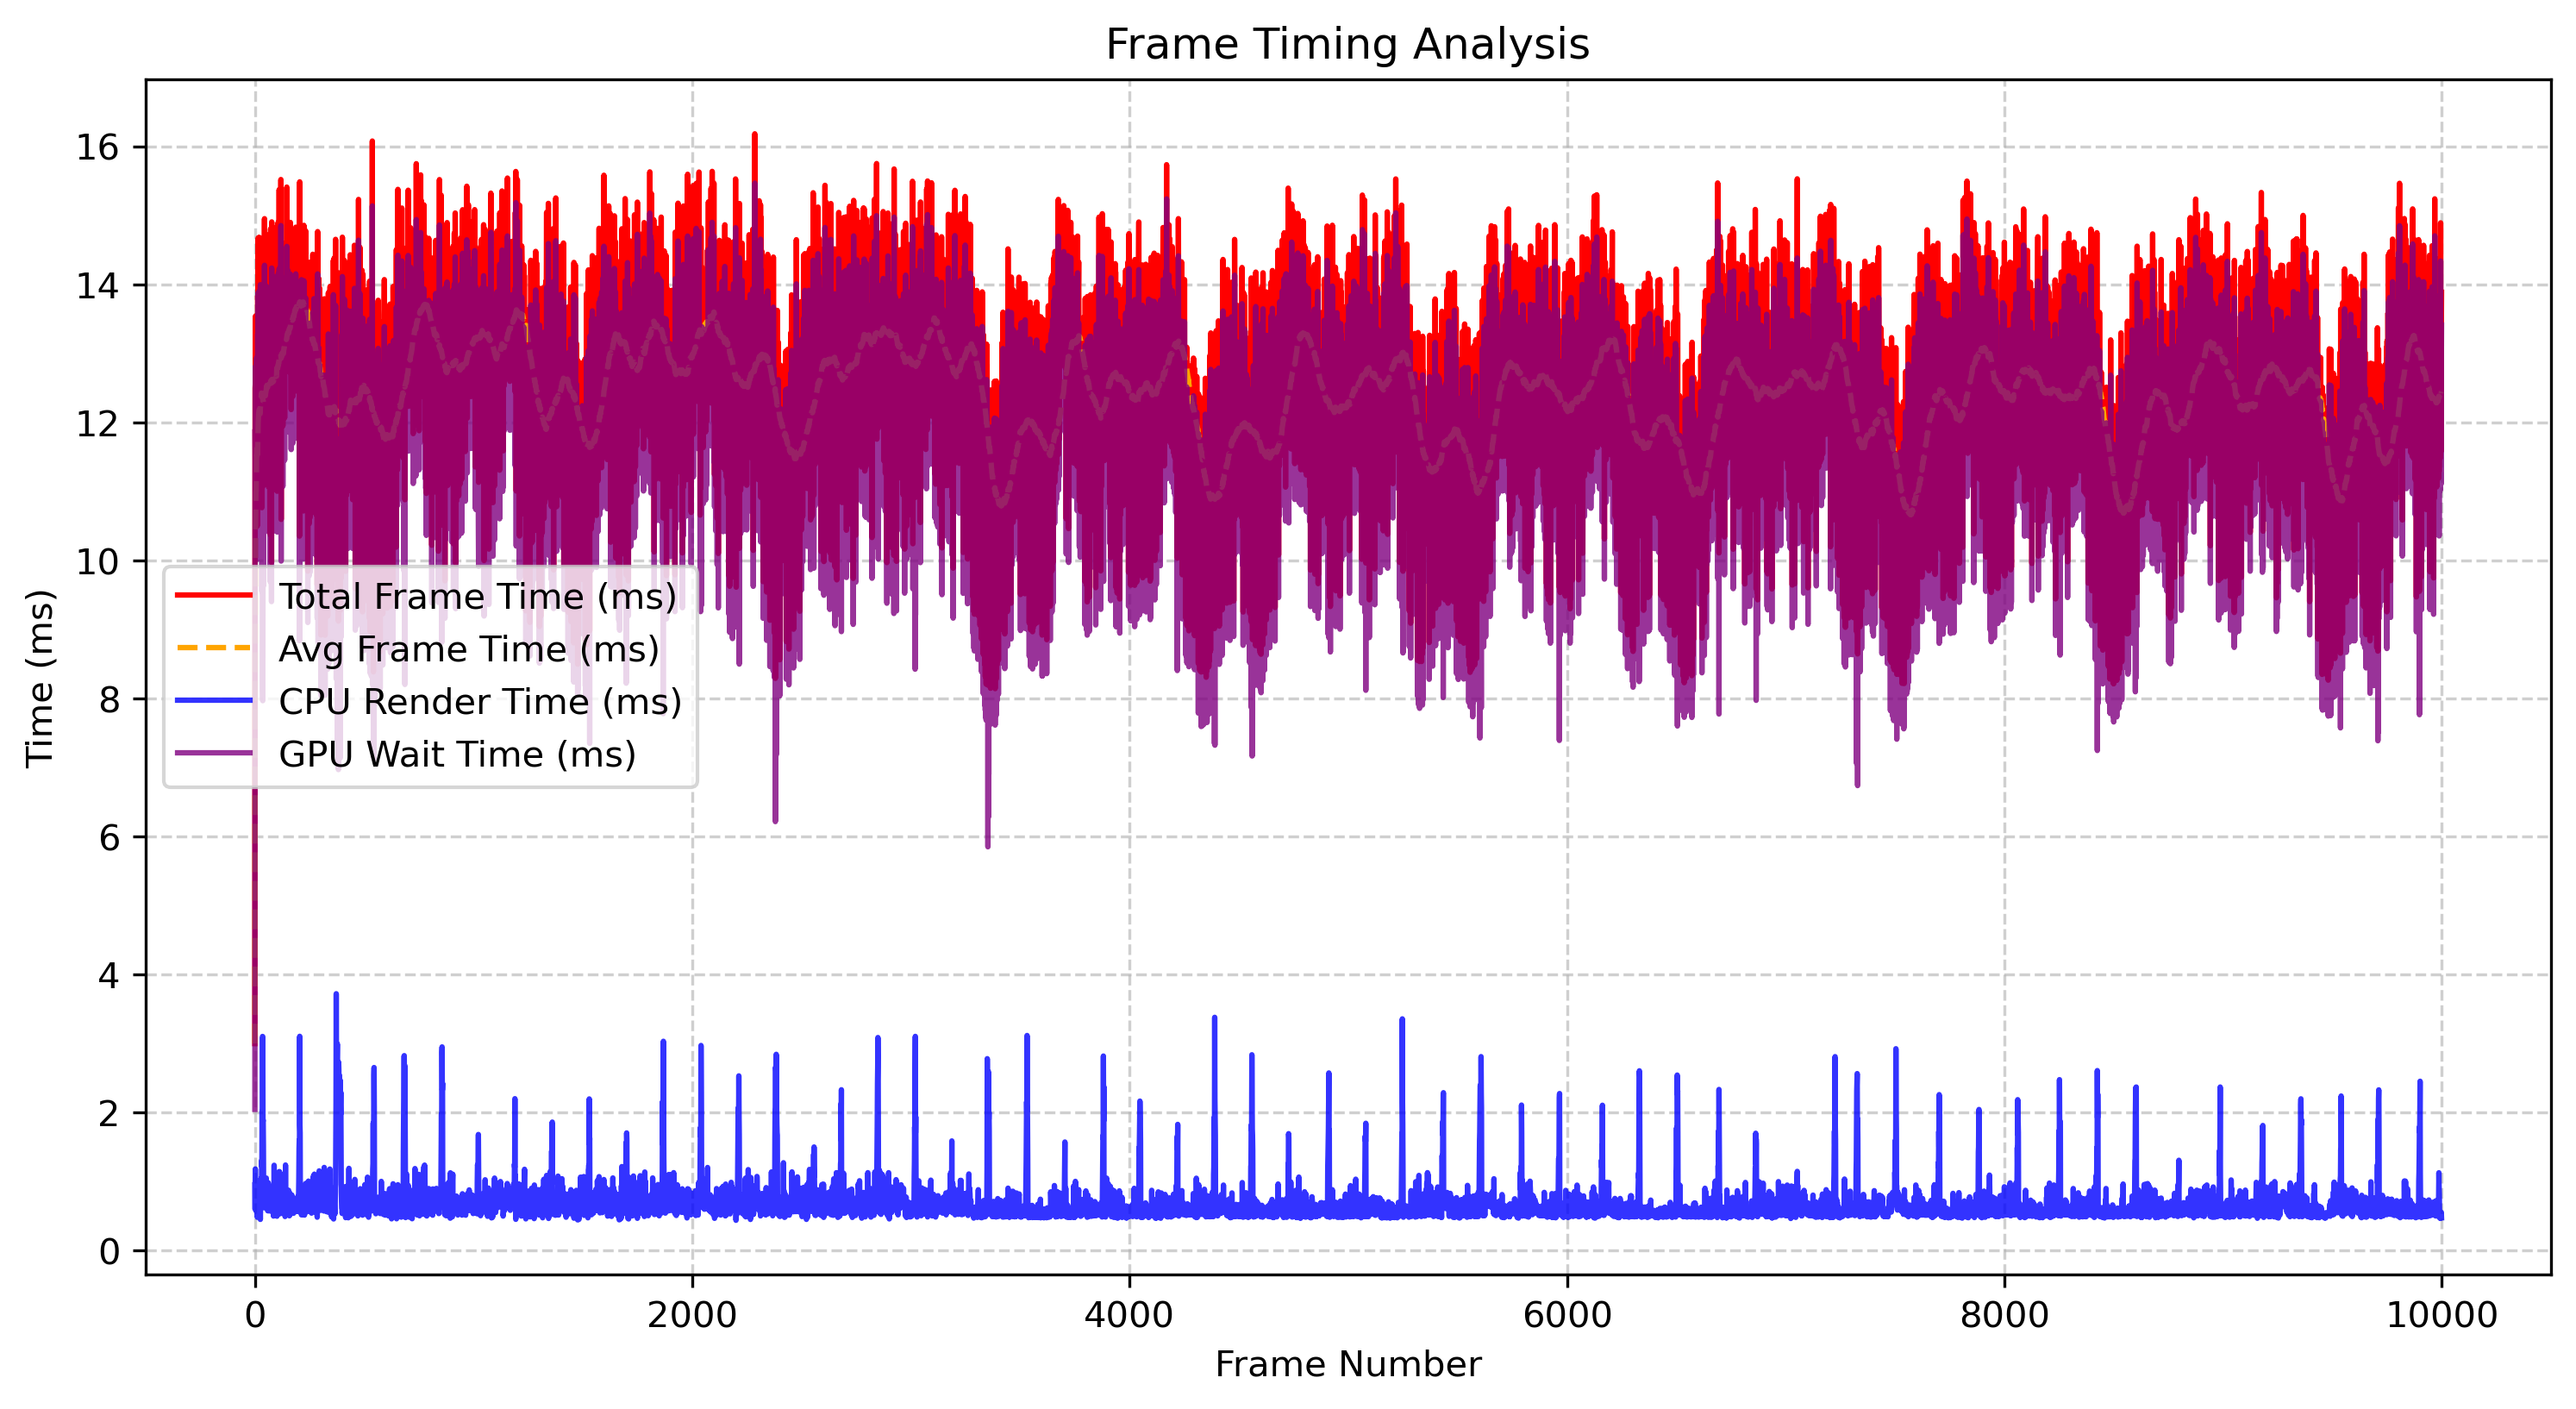 Frame Timing Analysis
16
14
12
10
8
6
4
2
0
Time (ms)
Total Frame Time (ms)
Avg Frame Time (ms)
CPU Render Time (ms)
GPU Wait Time (ms)
0 2000 4000 6000 8000 10000
Frame Number